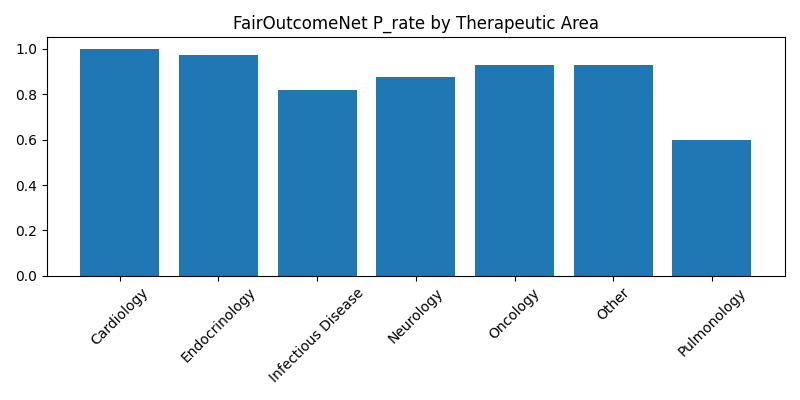 FairOutcomeNet P_rate by Therapeutic Area
1.0
0.8
0.6
0.4
0.2
0.0
Cardiology
Endocrinology
Infectious Disease
Neurology
Oncology
Other
Pulmonology